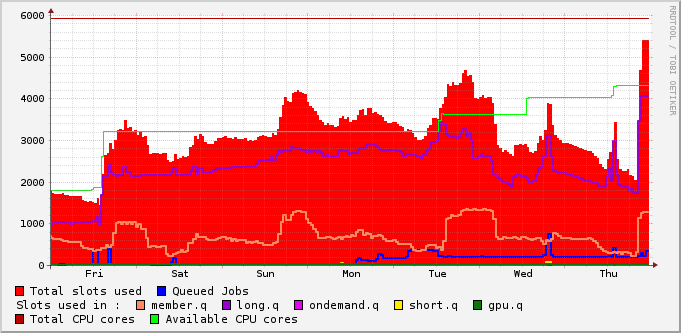 RRDTOOL / TOBI OETIKER
6000
5000
4000
3000
2000
1000
0
Fri Sat Sun Mon Tue Wed Thu
Total slots used Queued Jobs
Slots used in : member.q long.q ondemand.q short.q gpu.q
Total CPU cores Available CPU cores